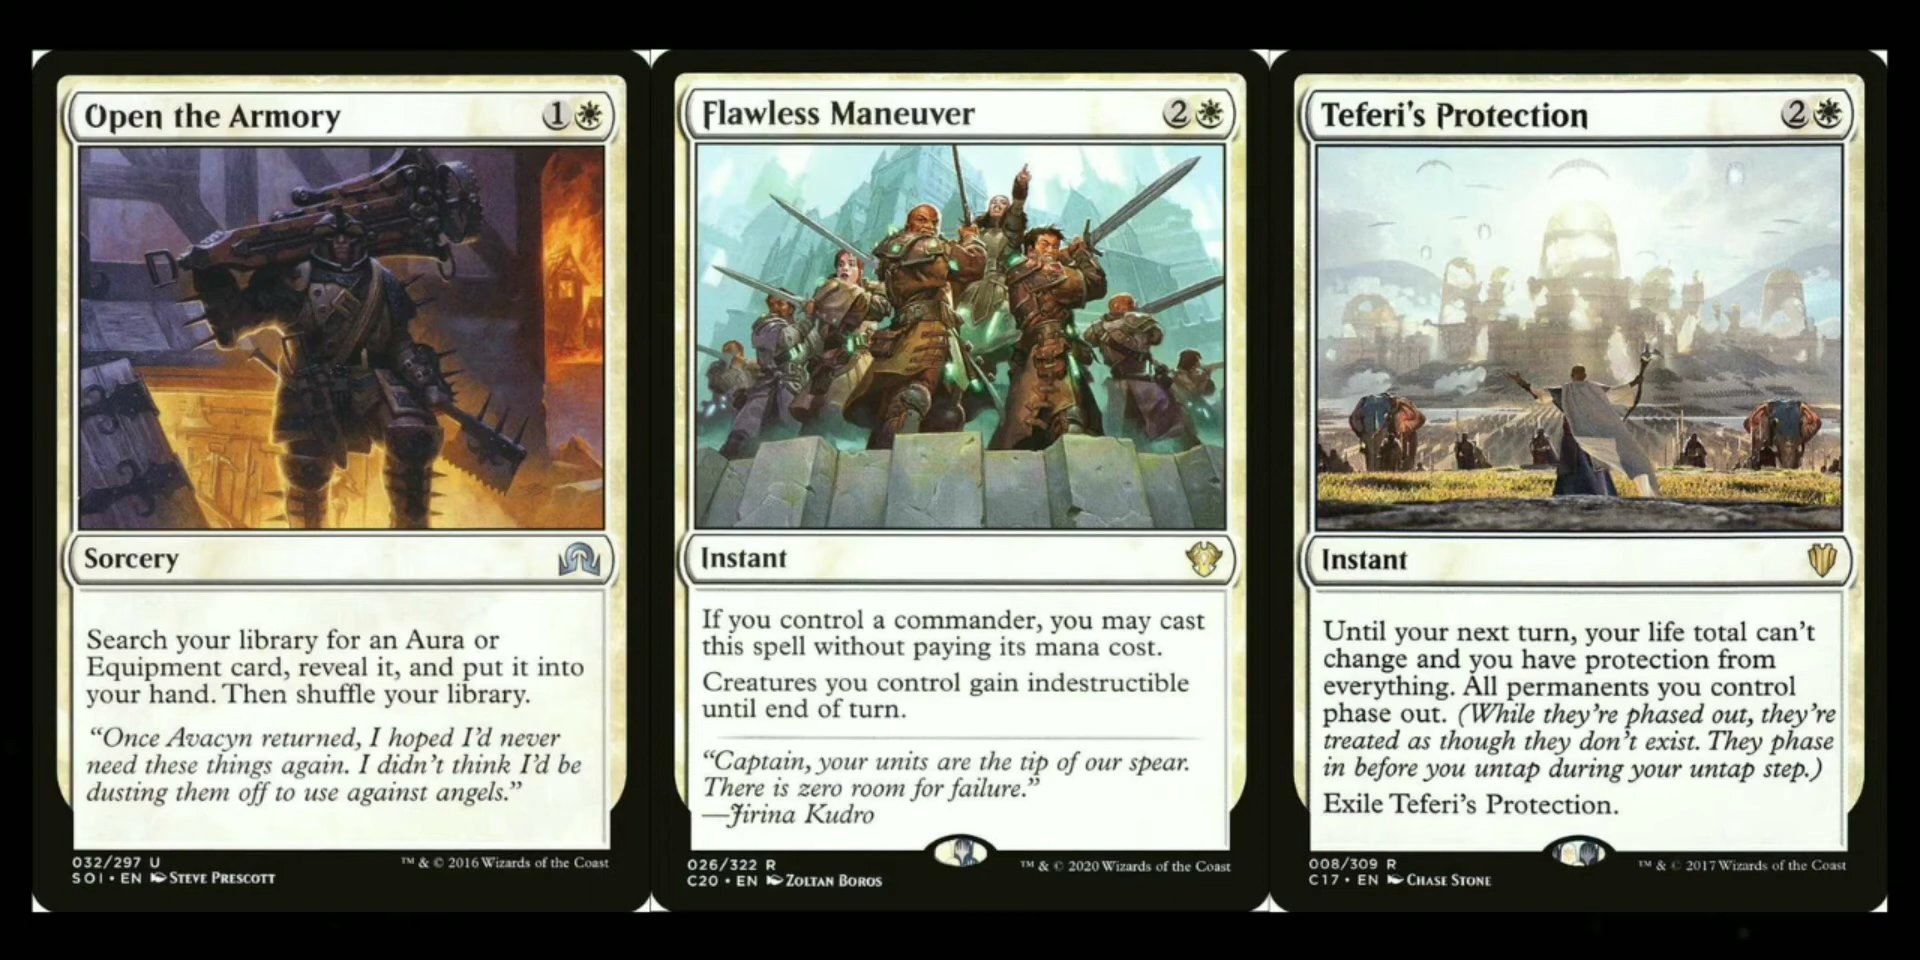 Open the Armory 1
Sorcery
Search your library for an Aura or
Equipment card, reveal it, and put it into
your hand. Then shuffle your library.
“Once Avacyn returned, I hoped I’d never
need these things again. I didn’t think I’d be
dusting them off to use against angels.”
032/297 U
SOI • EN STEVE PRESCOTT
™ & © 2016 Wizards of the Coast
Flawless Maneuver 2
Instant
If you control a commander, you may cast
this spell without paying its mana cost.
Creatures you control gain indestructible
until end of turn.
“Captain, your units are the tip of our spear.
There is zero room for failure.”
—Jirina Kudro
026/322 R
C20 • EN ZOLTAN BOROS
™ & © 2020 Wizards of the Coast
Teferi's Protection 2
Instant
Until your next turn, your life total can’t
change and you have protection from
everything. All permanents you control
phase out. (While they’re phased out, they’re
treated as though they don’t exist. They phase
in before you untap during your untap step.)
Exile Teferi’s Protection.
008/309 R
C17 • EN CHASE STONE
™ & © 2017 Wizards of the Coast